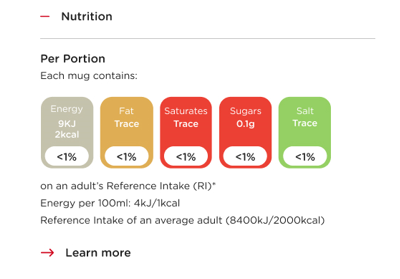 Nutrition
Per Portion
Each mug contains:
Energy
9KJ
2kcal
<1%
Fat
Trace
<1%
Saturates
Trace
<1%
Sugars
0.1g
<1%
Salt
Trace
<1%
on an adult's Reference Intake (RI)*
Energy per 100ml: 4kJ/1kcal
Reference Intake of an average adult (8400kJ/2000kcal)
Learn more